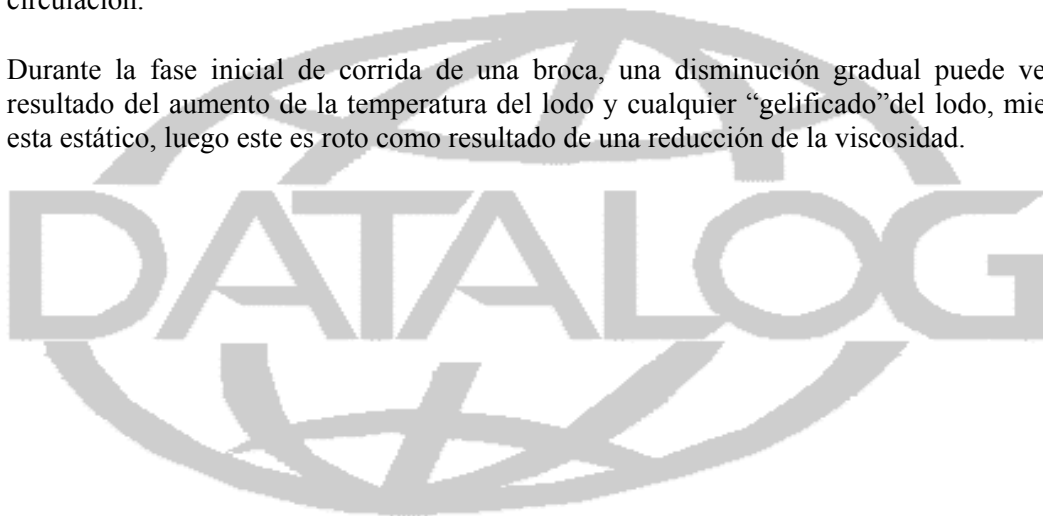 circulación.
Durante la fase inicial de corrida de una broca, una disminución gradual puede ve
resultado del aumento de la temperatura del lodo y cualquier “gelificado”del lodo, mie
esta estático, luego este es roto como resultado de una reducción de la viscosidad.
DATALOG